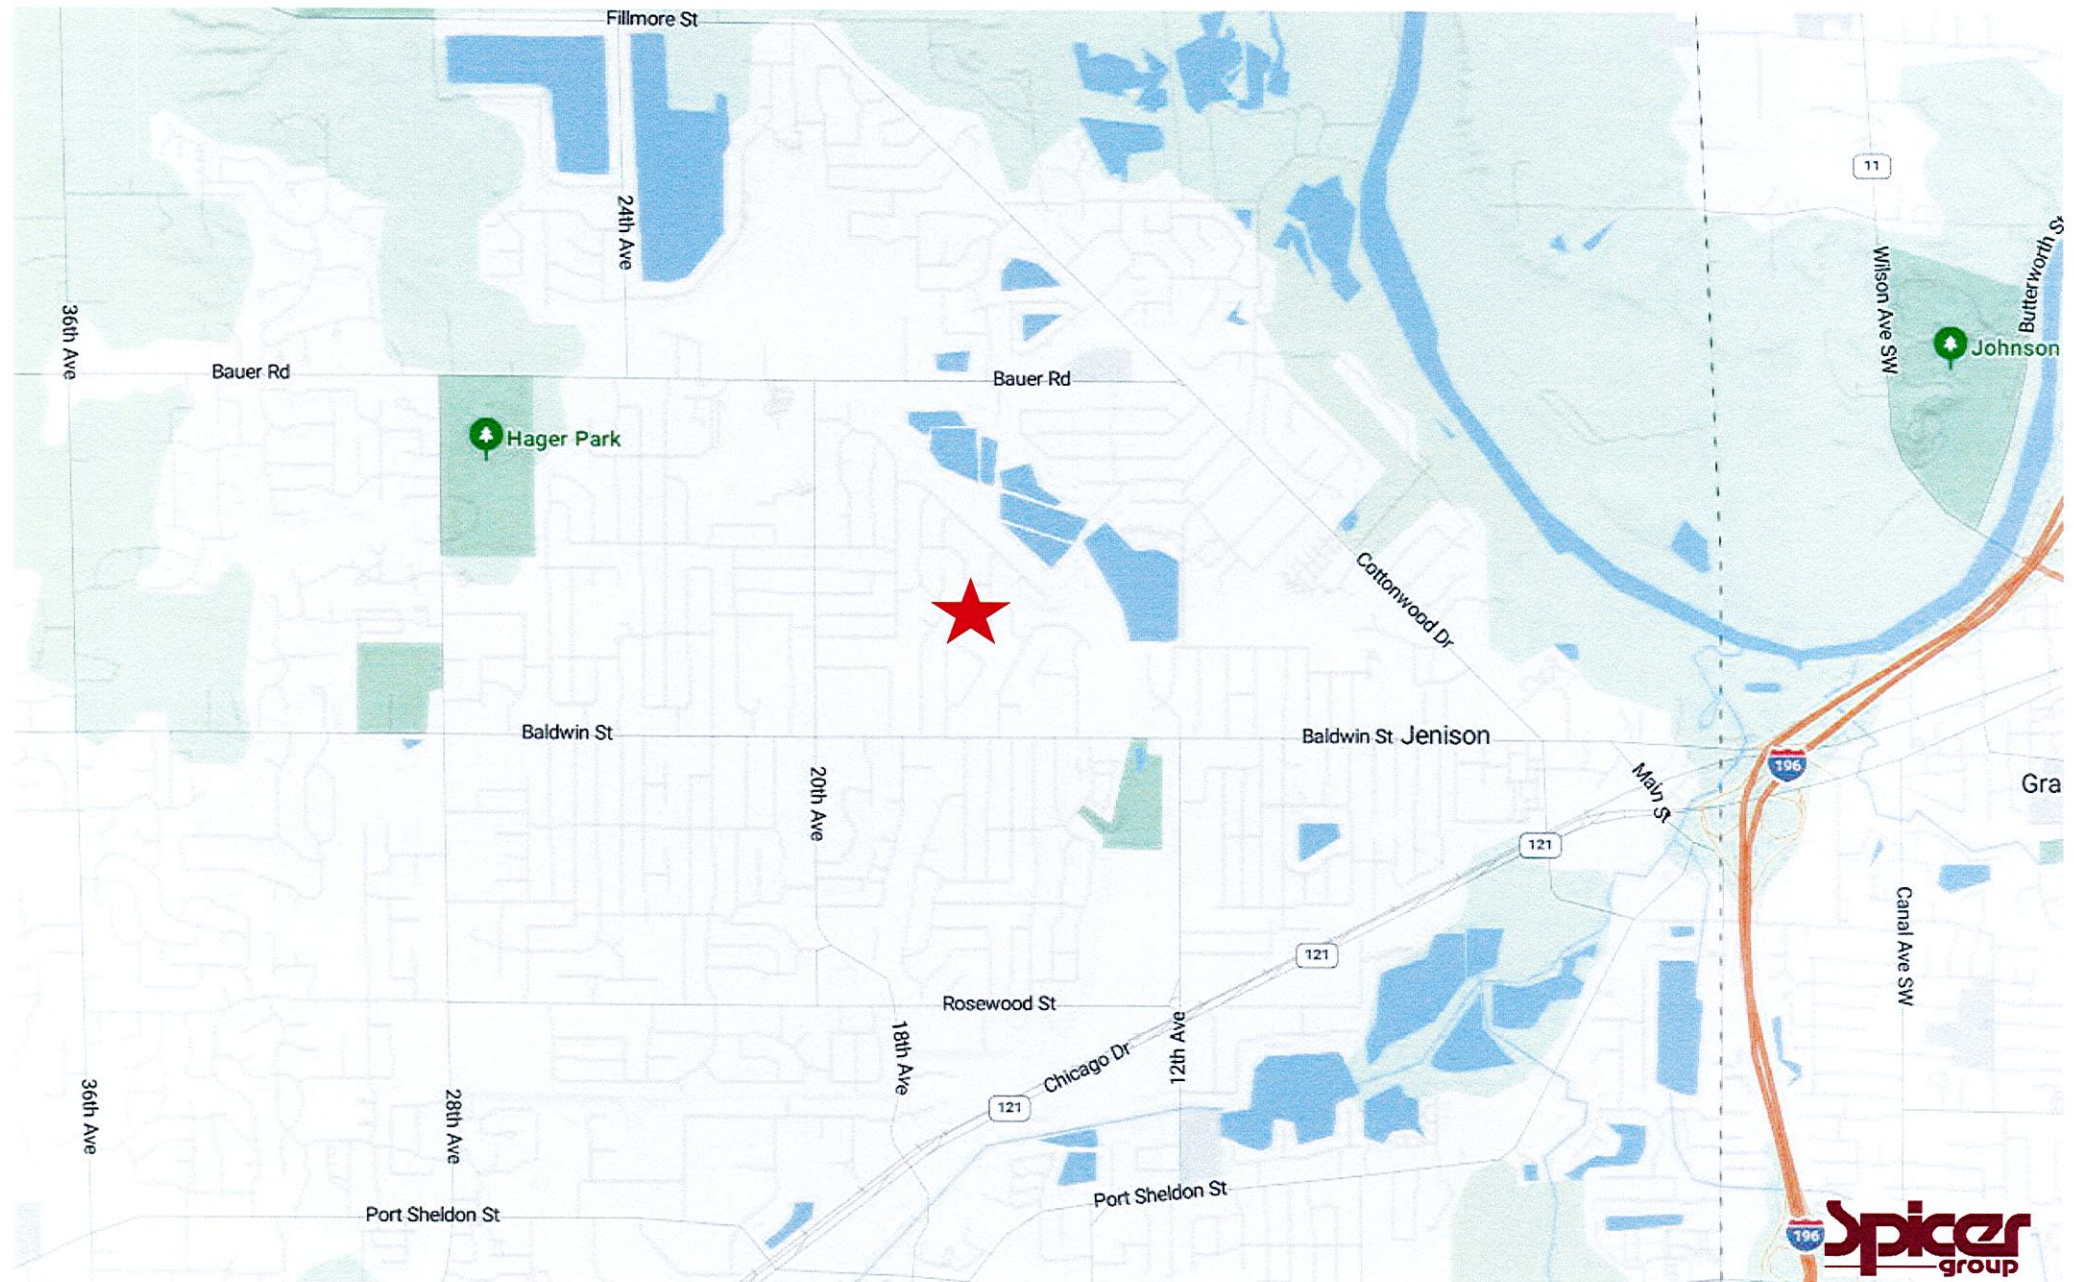 Fillmore St
11
24th Ave
Butterworth S
Wilson Ave SW
36th Ave
Johnson
Bauer Rd
Bauer Rd
Hager Park
Cottonwood Dr
Baldwin St
Baldwin St
Jenison
196
Main St
20th Ave
Gra
121
121
Canal Ave SW
Rosewood St
18th Ave
12th Ave
Chicago Dr
121
36th Ave
28th Ave
Port Sheldon St
Port Sheldon St
196
Spicer
group